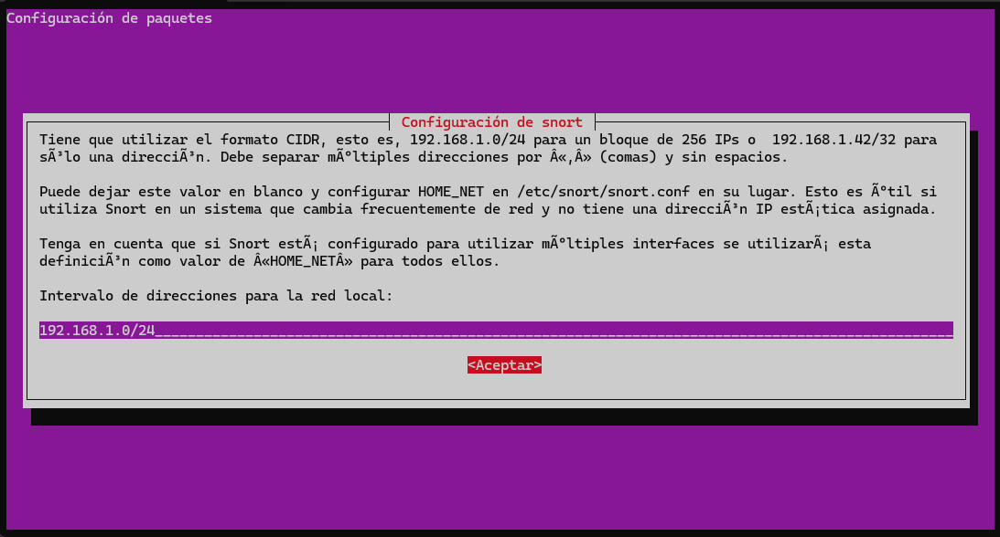 Configuración de paquetes
Configuración de snort
Tiene que utilizar el formato CIDR, esto es, 192.168.1.0/24 para un bloque de 256 IPs o  192.168.1.42/32 para
sÃ³lo una direcciÃ³n. Debe separar mÃºltiples direcciones por Â«,Â» (comas) y sin espacios.
Puede dejar este valor en blanco y configurar HOME_NET en /etc/snort/snort.conf en su lugar. Esto es Ãºtil si
utiliza Snort en un sistema que cambia frecuentemente de red y no tiene una direcciÃ³n IP estÃ¡tica asignada.
Tenga en cuenta que si Snort estÃ¡ configurado para utilizar mÃºltiples interfaces se utilizarÃ¡ esta
definiciÃ³n como valor de Â«HOME_NETÂ» para todos ellos.
Intervalo de direcciones para la red local:
192.168.1.0/24_________________________________________________________________________________________________
<Aceptar>